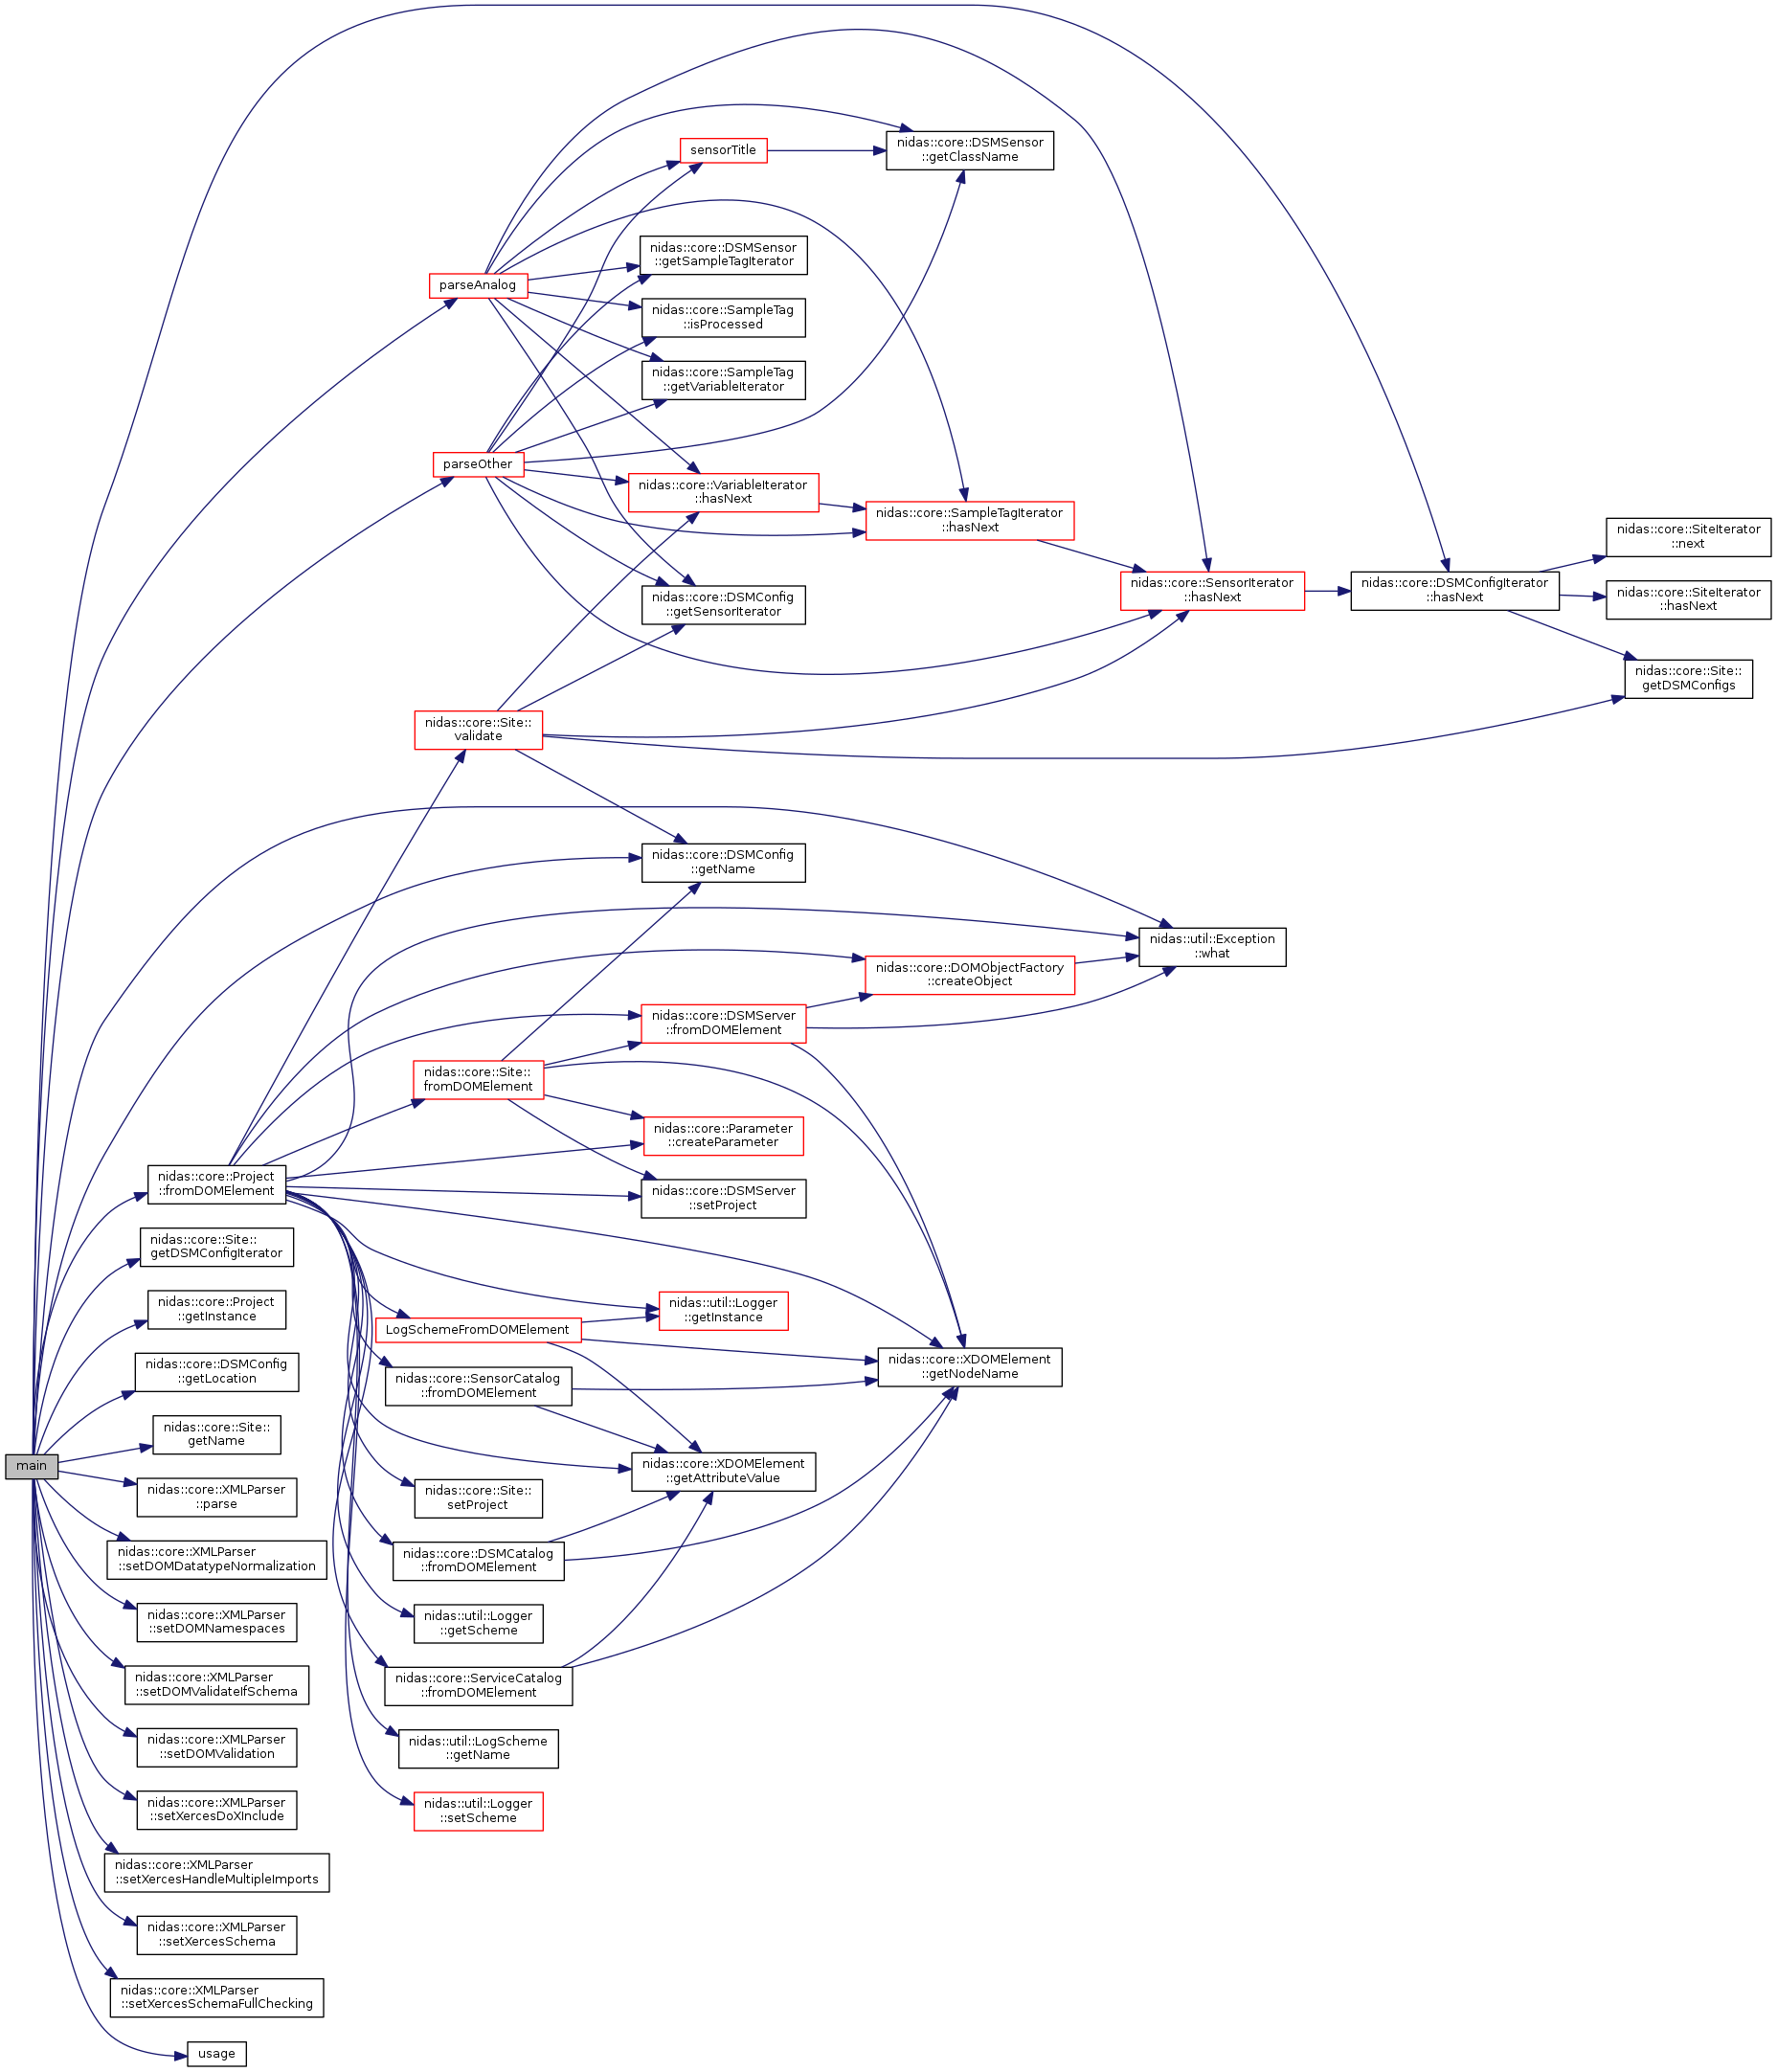 sensorTitle
nidas::core::DSMSensor
::getClassName
nidas::core::DSMSensor
::getSampleTagIterator
parseAnalog
nidas::core::SampleTag
::isProcessed
nidas::core::SampleTag
::getVariableIterator
parseOther
nidas::core::VariableIterator
::hasNext
nidas::core::SampleTagIterator
::hasNext
nidas::core::SiteIterator
::next
nidas::core::DSMConfig
::getSensorIterator
nidas::core::SensorIterator
::hasNext
nidas::core::DSMConfigIterator
::hasNext
nidas::core::SiteIterator
::hasNext
nidas::core::Site::
getDSMConfigs
nidas::core::Site::
validate
nidas::core::DSMConfig
::getName
nidas::util::Exception
::what
nidas::core::DOMObjectFactory
::createObject
nidas::core::DSMServer
::fromDOMElement
nidas::core::Site::
fromDOMElement
nidas::core::Parameter
::createParameter
nidas::core::Project
::fromDOMElement
nidas::core::DSMServer
::setProject
nidas::core::Site::
getDSMConfigIterator
nidas::core::Project
::getInstance
nidas::util::Logger
::getInstance
LogSchemeFromDOMElement
nidas::core::XDOMElement
::getNodeName
nidas::core::DSMConfig
::getLocation
nidas::core::SensorCatalog
::fromDOMElement
nidas::core::Site::
getName
main
nidas::core::XDOMElement
::getAttributeValue
nidas::core::XMLParser
::parse
nidas::core::Site::
setProject
nidas::core::XMLParser
::setDOMDatatypeNormalization
nidas::core::DSMCatalog
::fromDOMElement
nidas::core::XMLParser
::setDOMNamespaces
nidas::util::Logger
::getScheme
nidas::core::XMLParser
::setDOMValidateIfSchema
nidas::core::ServiceCatalog
::fromDOMElement
nidas::core::XMLParser
::setDOMValidation
nidas::util::LogScheme
::getName
nidas::core::XMLParser
::setXercesDoXInclude
nidas::util::Logger
::setScheme
nidas::core::XMLParser
::setXercesHandleMultipleImports
nidas::core::XMLParser
::setXercesSchema
nidas::core::XMLParser
::setXercesSchemaFullChecking
usage